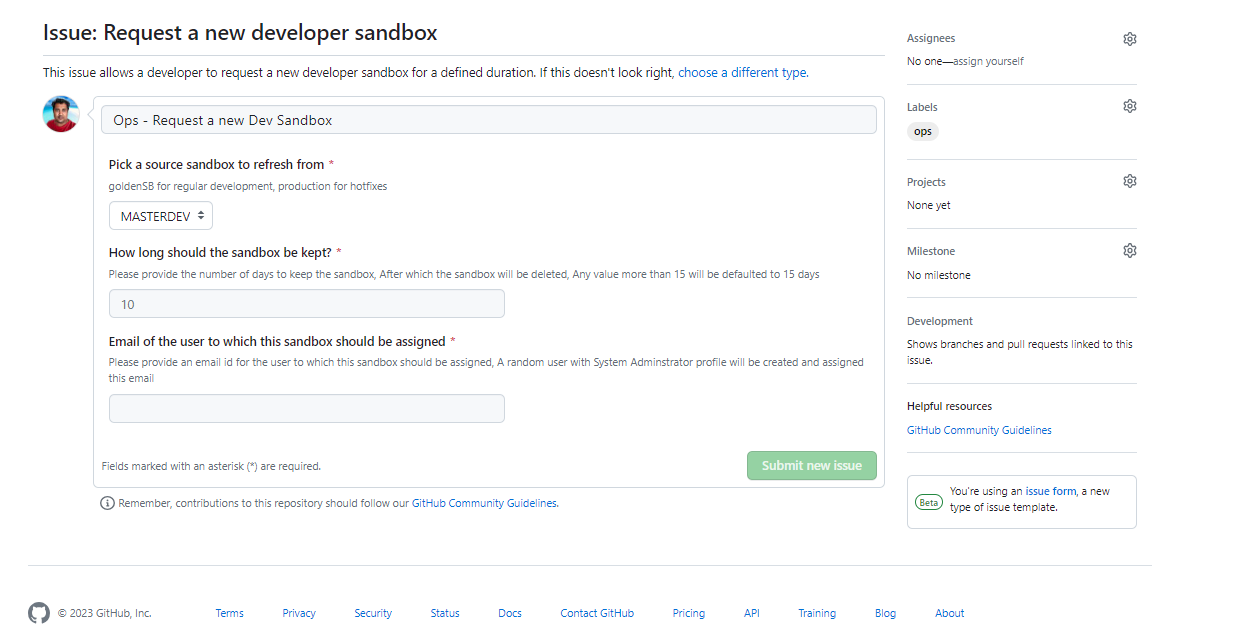 Issue: Request a new developer sandbox
This issue allows a developer to request a new developer sandbox for a defined duration. If this doesn't look right, choose a different type.
Ops - Request a new Dev Sandbox
Pick a source sandbox to refresh from *
goldenSB for regular development, production for hotfixes
MASTERDEV
How long should the sandbox be kept? *
Please provide the number of days to keep the sandbox, After which the sandbox will be deleted, Any value more than 15 will be defaulted to 15 days
10
Email of the user to which this sandbox should be assigned *
Please provide an email id for the user to which this sandbox should be assigned, A random user with System Adminstrator profile will be created and assigned
this email
Fields marked with an asterisk (*) are required.
Submit new issue
Remember, contributions to this repository should follow our GitHub Community Guidelines.
Assignees
No one—assign yourself
Labels
ops
Projects
None yet
Milestone
No milestone
Development
Shows branches and pull requests linked to this
issue.
Helpful resources
GitHub Community Guidelines
Beta
You're using an issue form, a new
type of issue template.
© 2023 GitHub, Inc.
Terms
Privacy
Security
Status
Docs
Contact GitHub
Pricing
API
Training
Blog
About